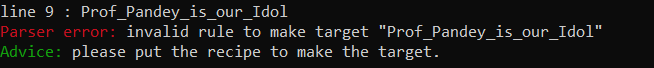 line 9 : Prof_Pandey_is_our_Idol
Parser error: invalid rule to make target "Prof_Pandey_is_our_Idol"
Advice: please put the recipe to make the target.